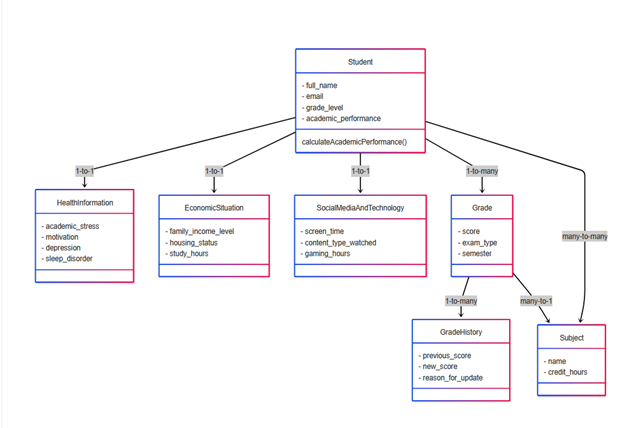 Student
- full_name
- email
- grade_level
- academic_performance
calculateAcademicPerformance()
1-to-1
1-to-1
1-to-1
1-to-many
many-to-many
HealthInformation
- academic_stress
- motivation
- depression
- sleep_disorder
EconomicSituation
- family_income_level
- housing_status
- study_hours
SocialMediaAndTechnology
- screen_time
- content_type_watched
- gaming_hours
Grade
- score
- exam_type
- semester
1-to-many
many-to-1
GradeHistory
- previous_score
- new_score
- reason_for_update
Subject
- name
- credit_hours